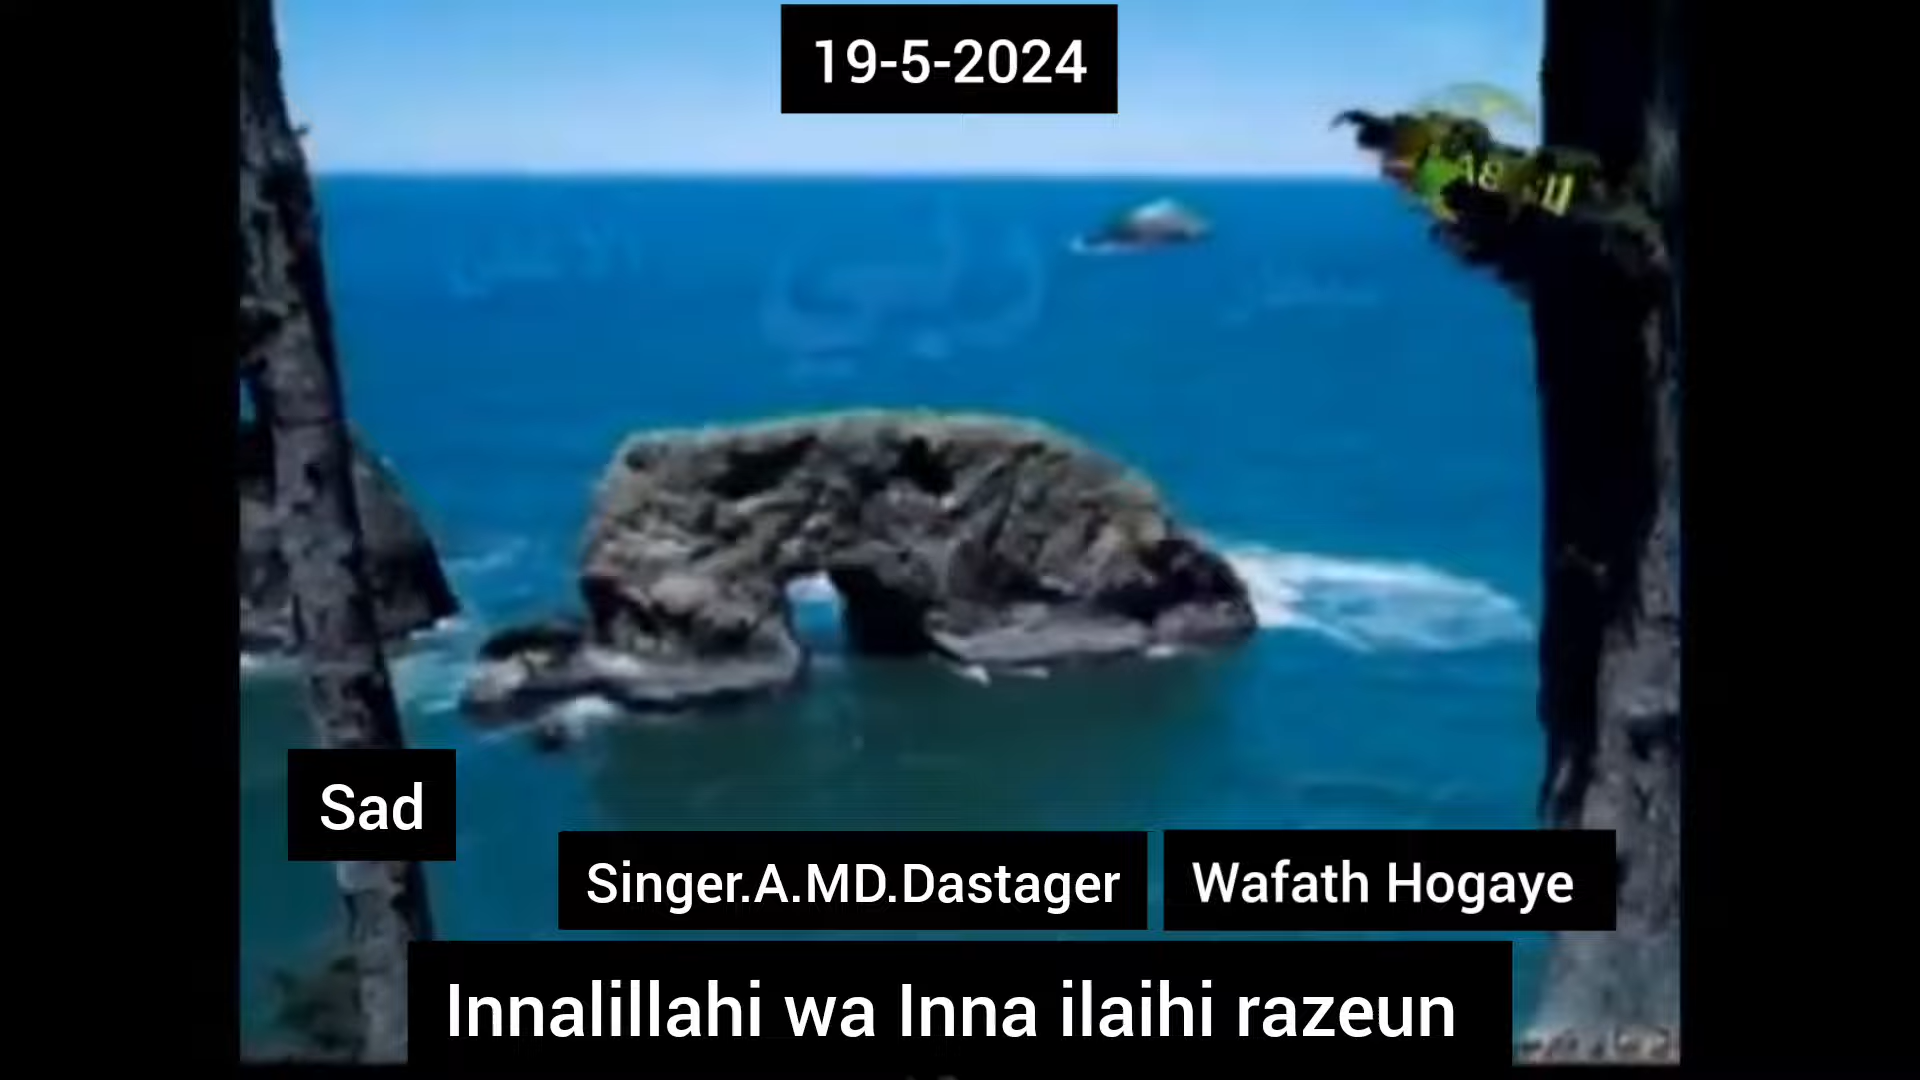 19-5-2024
Sad
Singer.A.MD.Dastager
Wafath Hogaye
Innalillahi wa Inna ilaihi razeun